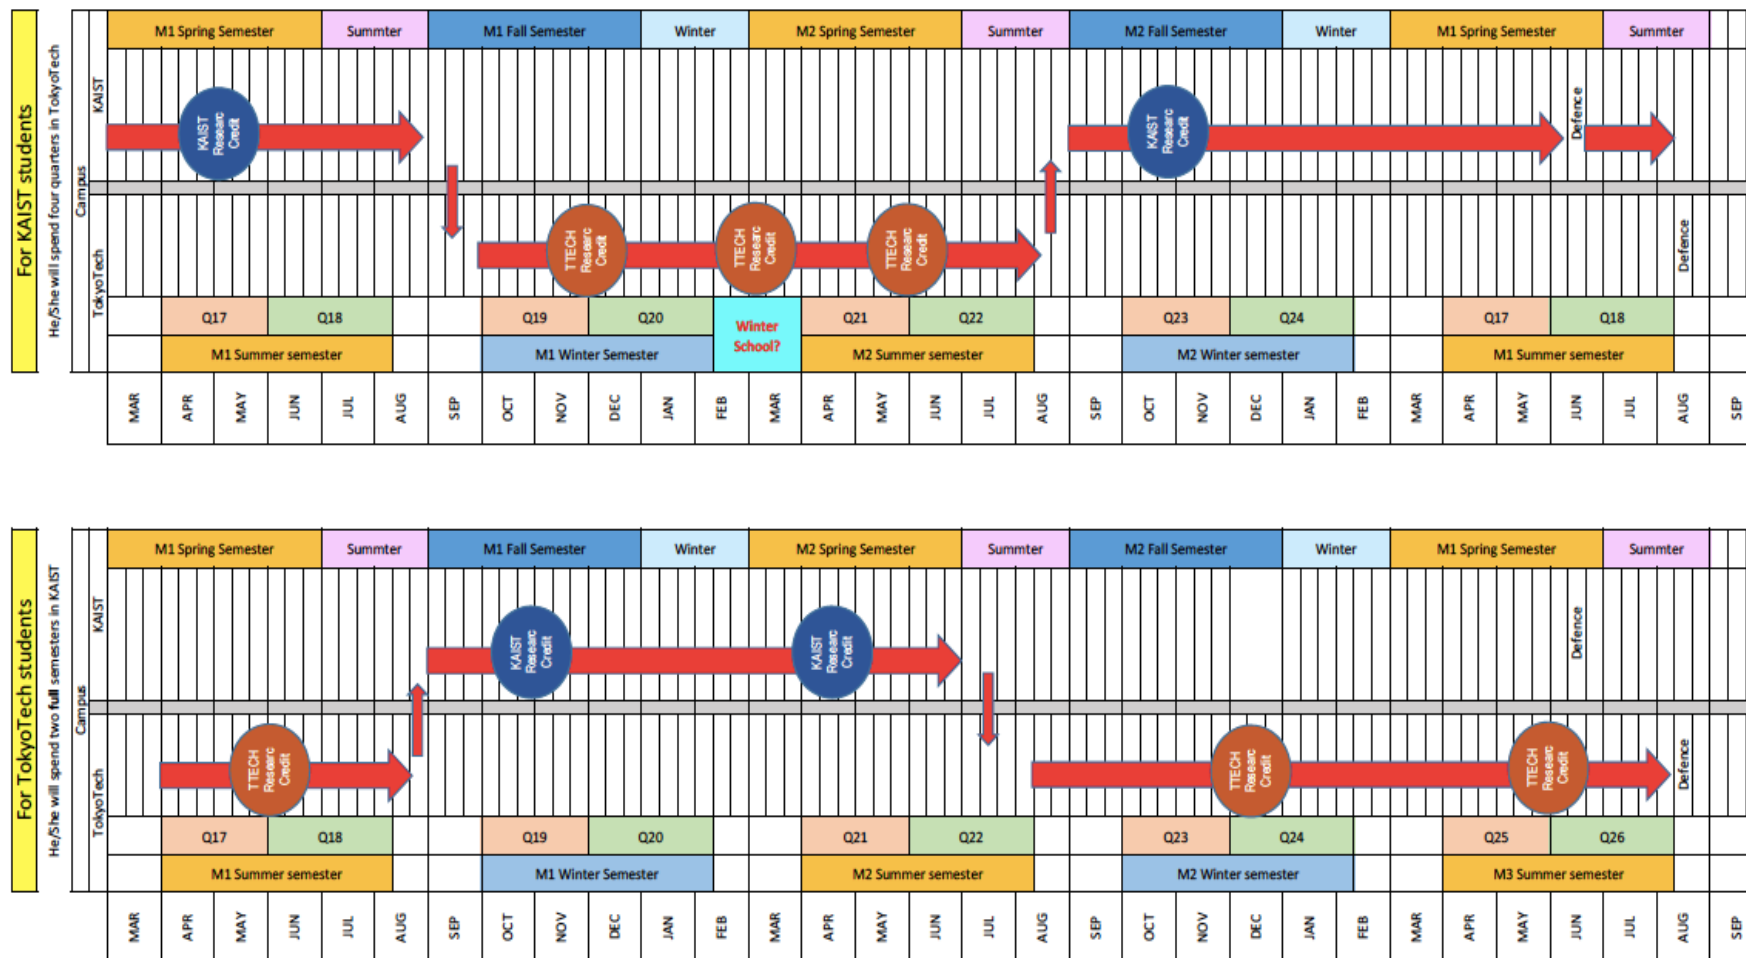 For KAIST students
He/She will spend four quarters in TokyoTech
Campus
KAIST
TokyoTech
M1 Spring Semester
Summter
M1 Fall Semester
Winter
M2 Spring Semester
Summter
M2 Fall Semester
Winter
M1 Spring Semester
Summter
KAIST
Researc
Credit
KAIST
Researc
Credit
Defence
TTECH
Researc
Credit
TTECH
Researc
Credit
TTECH
Researc
Credit
Defence
Q17
Q18
Q19
Q20
Winter
School?
Q21
Q22
Q23
Q24
Q17
Q18
M1 Summer semester
M1 Winter Semester
M2 Summer semester
M2 Winter semester
M1 Summer semester
MAR
APR
MAY
JUN
JUL
AUG
SEP
OCT
NOV
DEC
JAN
FEB
MAR
APR
MAY
JUN
JUL
AUG
SEP
OCT
NOV
DEC
JAN
FEB
MAR
APR
MAY
JUN
JUL
AUG
SEP
For TokyoTech students
He/She will spend two full semesters in KAIST
Campus
KAIST
TokyoTech
M1 Spring Semester
Summter
M1 Fall Semester
Winter
M2 Spring Semester
Summter
M2 Fall Semester
Winter
M1 Spring Semester
Summter
KAIST
Researc
Credit
KAIST
Researc
Credit
Defence
TTECH
Researc
Credit
TTECH
Researc
Credit
TTECH
Researc
Credit
Defence
Q17
Q18
Q19
Q20
Q21
Q22
Q23
Q24
Q25
Q26
M1 Summer semester
M1 Winter Semester
M2 Summer semester
M2 Winter semester
M3 Summer semester
MAR
APR
MAY
JUN
JUL
AUG
SEP
OCT
NOV
DEC
JAN
FEB
MAR
APR
MAY
JUN
JUL
AUG
SEP
OCT
NOV
DEC
JAN
FEB
MAR
APR
MAY
JUN
JUL
AUG
SEP